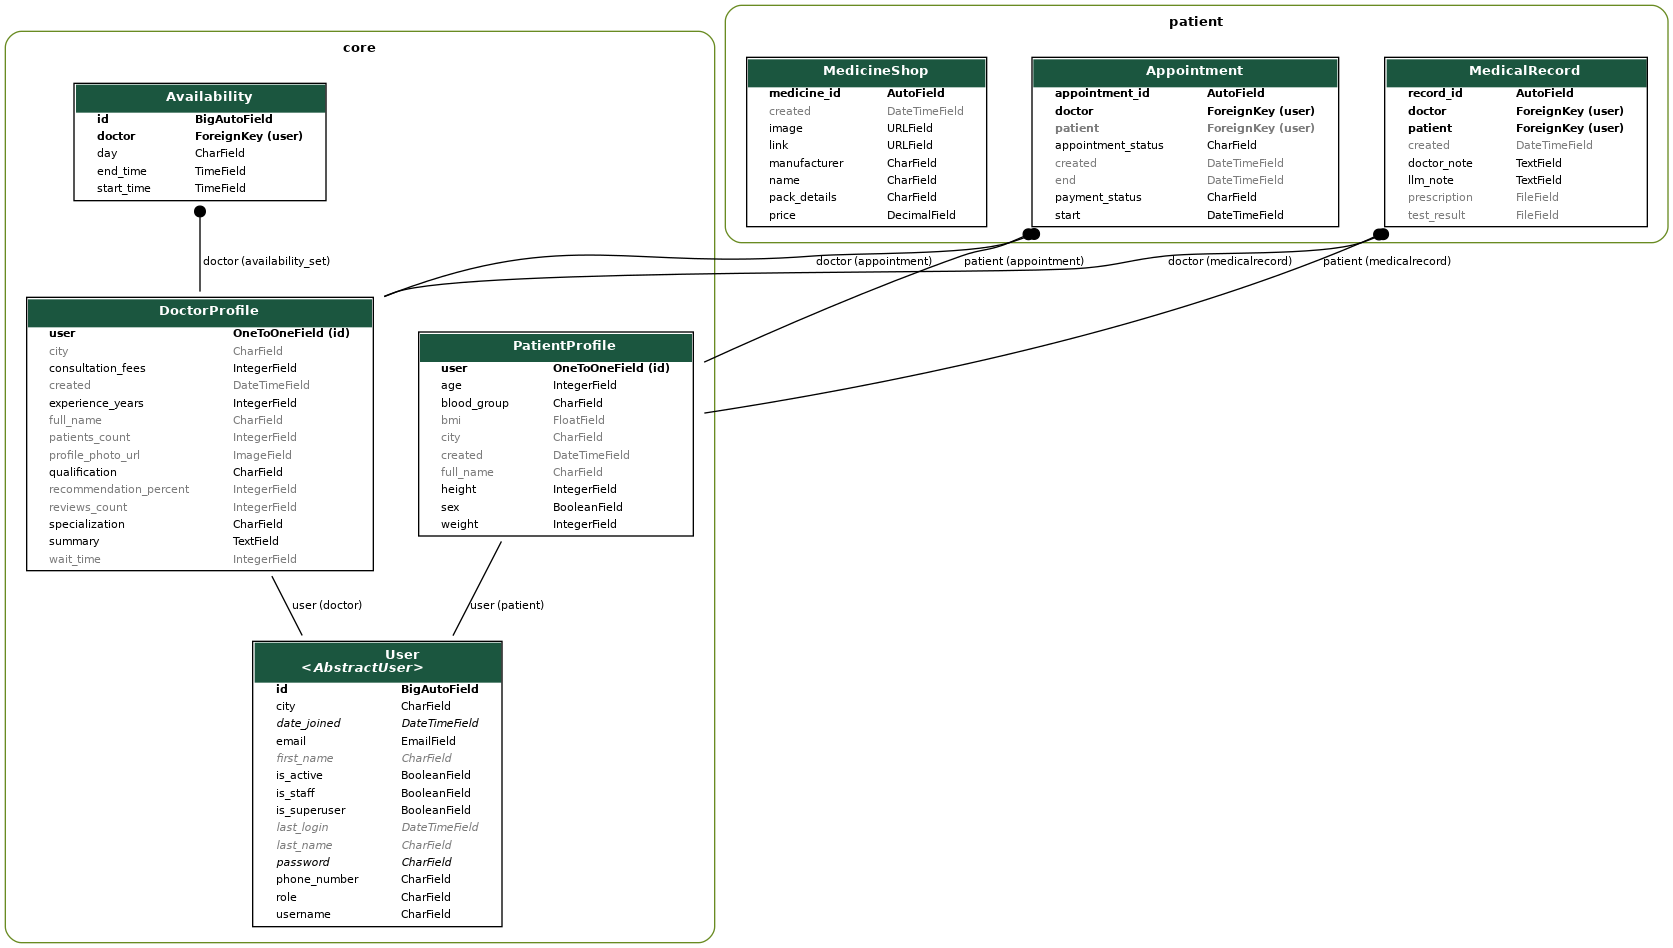 core
Availability
id BigAutoField
doctor ForeignKey (user)
day CharField
end_time TimeField
start_time TimeField
doctor (availability_set)
DoctorProfile
user OneToOneField (id)
city CharField
consultation_fees IntegerField
created DateTimeField
experience_years IntegerField
full_name CharField
patients_count IntegerField
profile_photo_url ImageField
qualification CharField
recommendation_percent IntegerField
reviews_count IntegerField
specialization CharField
summary TextField
wait_time IntegerField
PatientProfile
user OneToOneField (id)
age IntegerField
blood_group CharField
bmi FloatField
city CharField
created DateTimeField
full_name CharField
height IntegerField
sex BooleanField
weight IntegerField
user (doctor)
user (patient)
User
<AbstractUser>
id BigAutoField
city CharField
date_joined DateTimeField
email EmailField
first_name CharField
is_active BooleanField
is_staff BooleanField
is_superuser BooleanField
last_login DateTimeField
last_name CharField
password CharField
phone_number CharField
role CharField
username CharField
patient
MedicineShop
medicine_id AutoField
created DateTimeField
image URLField
link URLField
manufacturer CharField
name CharField
pack_details CharField
price DecimalField
Appointment
appointment_id AutoField
doctor ForeignKey (user)
patient ForeignKey (user)
appointment_status CharField
created DateTimeField
end DateTimeField
payment_status CharField
start DateTimeField
MedicalRecord
record_id AutoField
doctor ForeignKey (user)
patient ForeignKey (user)
created DateTimeField
doctor_note TextField
llm_note TextField
prescription FileField
test_result FileField
doctor (appointment)
patient (appointment)
doctor (medicalrecord)
patient (medicalrecord)